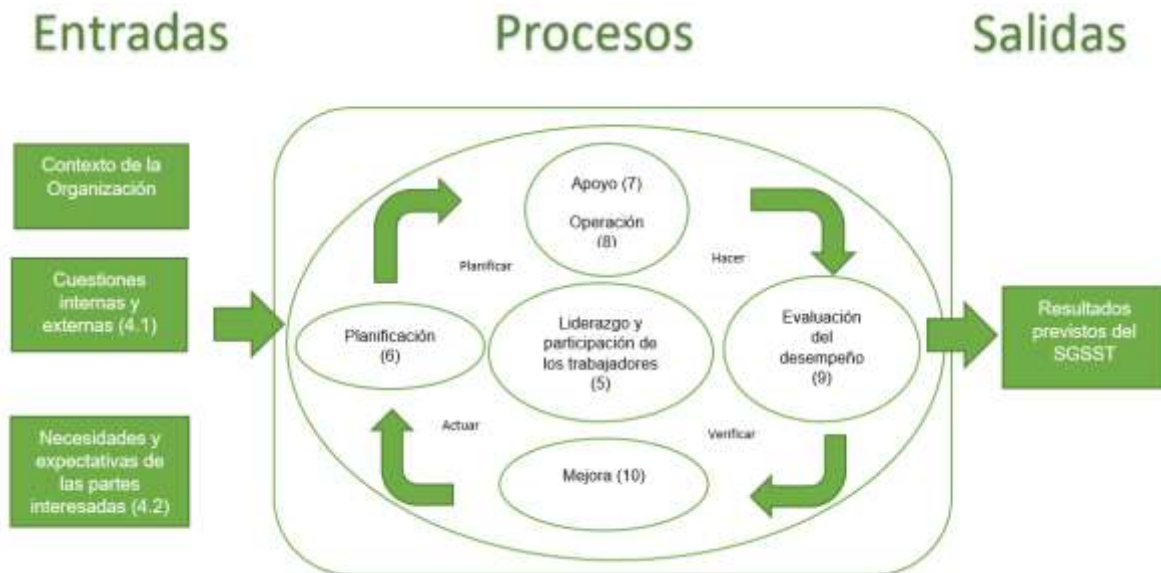 Entradas
Procesos
Salidas
Contexto de la
Organización
Cuestiones
internas y
externas (4.1)
Necesidades y
expectativas de
las partes
interesadas (4.2)
Apoyo (7)
Operación
(8)
Planificar
Hacer
Planificación
(6)
Liderazgo y
participación de
los trabajadores
(5)
Evaluación
del
desempeño
(9)
Actuar
Verificar
Mejora (10)
Resultados
previstos del
SGSST